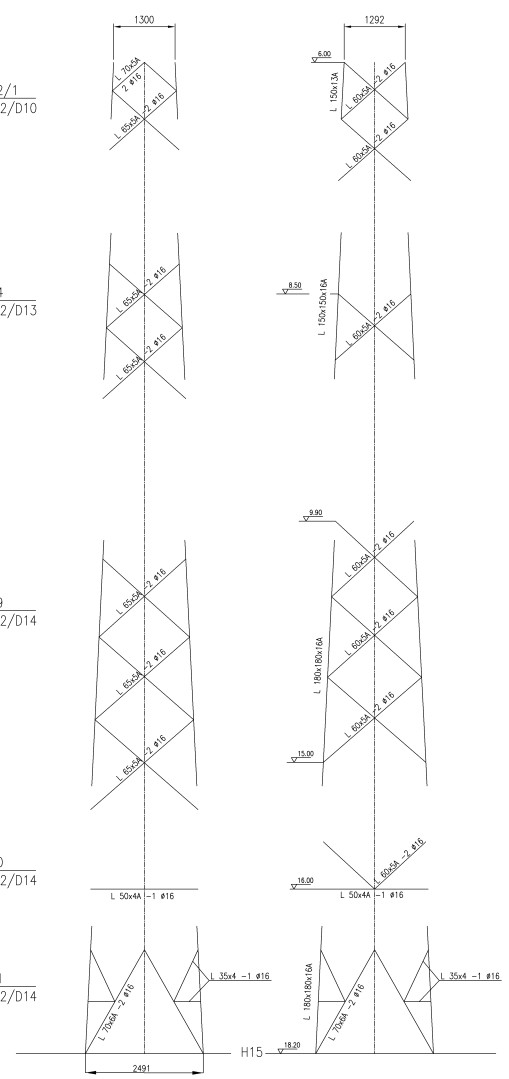 1300
1292
2/1
2/D10
L 70x5A
2 ø16
L 65x5A -2 ø16
6.00
L 150x13A
L 60x5A -2 ø16
L 60x5A -2 ø16
4
2/D13
L 65x5A -2 ø16
L 65x5A -2 ø16
8.50
L 150x150x16A
L 60x5A -2 ø16
9
2/D14
L 65x5A -2 ø16
L 65x5A -2 ø16
L 65x5A -2 ø16
9.90
L 60x5A -2 ø16
L 60x5A -2 ø16
L 180x180x16A
L 60x5A -2 ø16
15.00
0
2/D14
L 50x4A -1 ø16
16.00
L 60x5A -2 ø16
L 50x4A -1 ø16
1
2/D14
L 70x6A -2 ø16
L 35x4 -1 ø16
L 180x180x16A
L 70x6A -2 ø16
L 35x4 -1 ø16
H15
18.20
2491